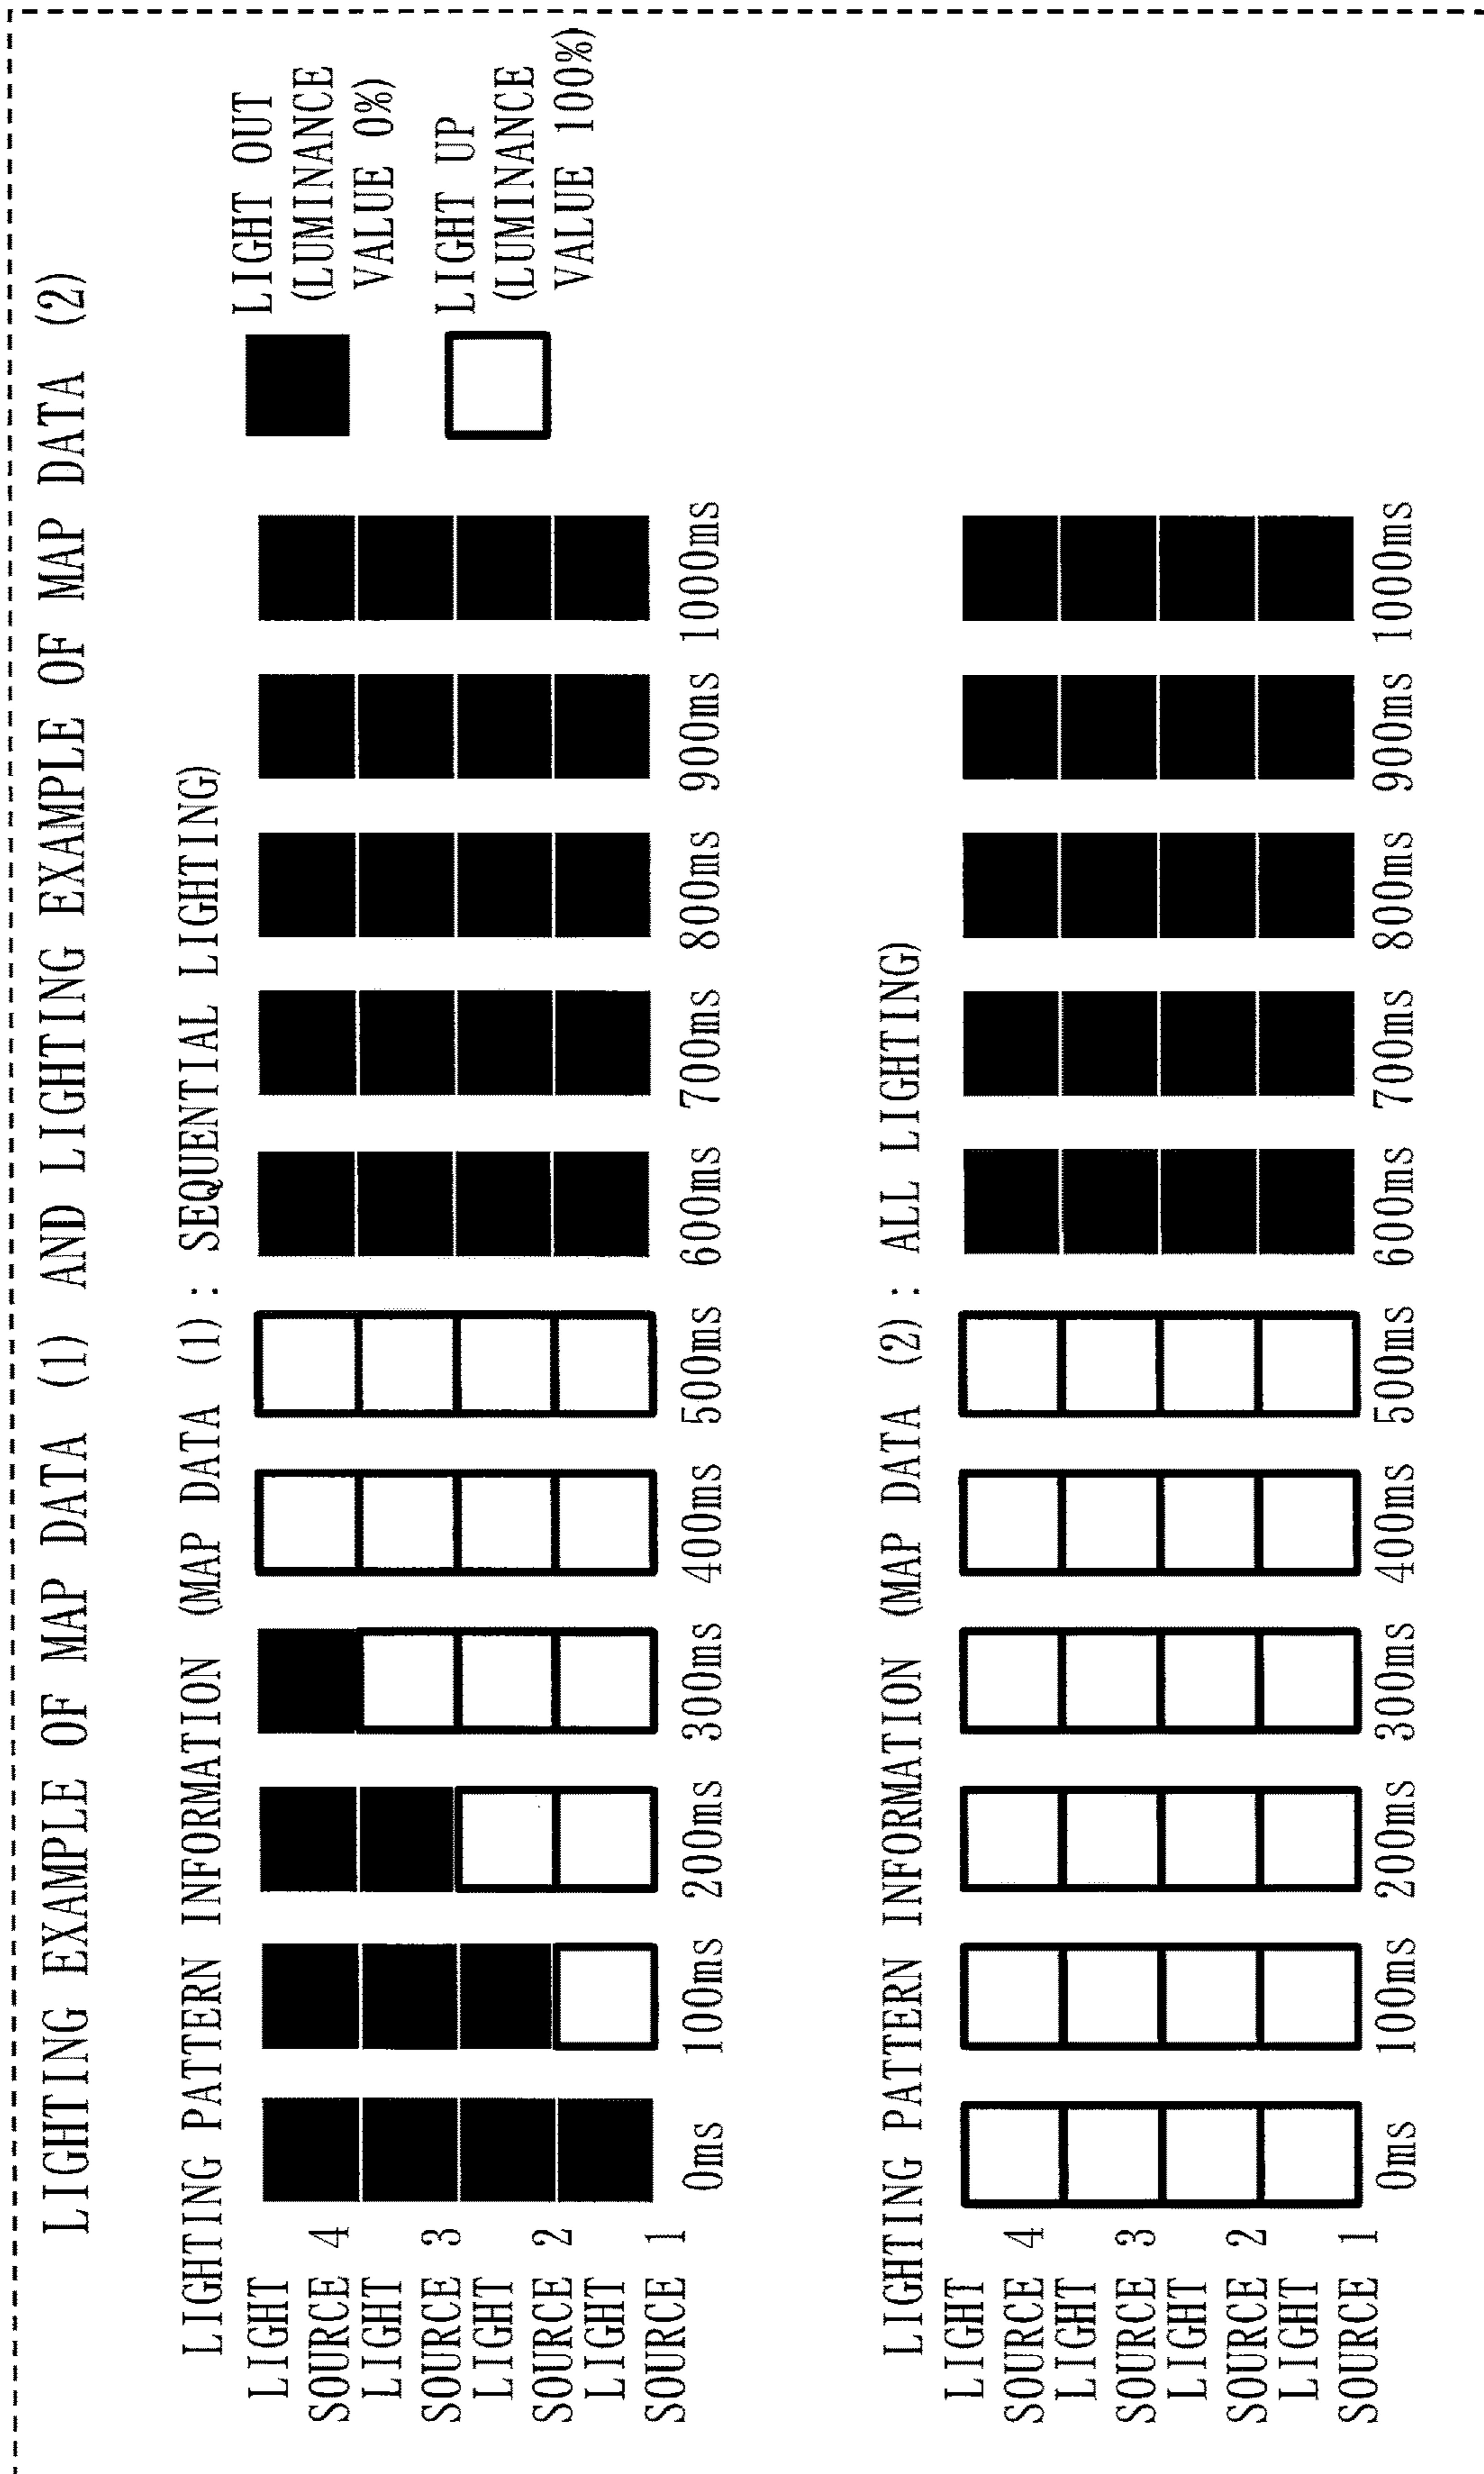 LIGHTING EXAMPLE OF MAP DATA (1) AND LIGHTING EXAMPLE OF MAP DATA (2)
LIGHTING PATTERN INFORMATION (MAP DATA (1) : SEQUENTIAL LIGHTING)
LIGHT
SOURCE 4
LIGHT
SOURCE 3
LIGHT
SOURCE 2
LIGHT
SOURCE 1
0ms 100ms 200ms 300ms 400ms 500ms 600ms 700ms 800ms 900ms 1000ms
LIGHT OUT
(LUMINANCE
VALUE 0%)
LIGHT UP
(LUMINANCE
VALUE 100%)
LIGHTING PATTERN INFORMATION (MAP DATA (2) : ALL LIGHTING)
LIGHT
SOURCE 4
LIGHT
SOURCE 3
LIGHT
SOURCE 2
LIGHT
SOURCE 1
0ms 100ms 200ms 300ms 400ms 500ms 600ms 700ms 800ms 900ms 1000ms